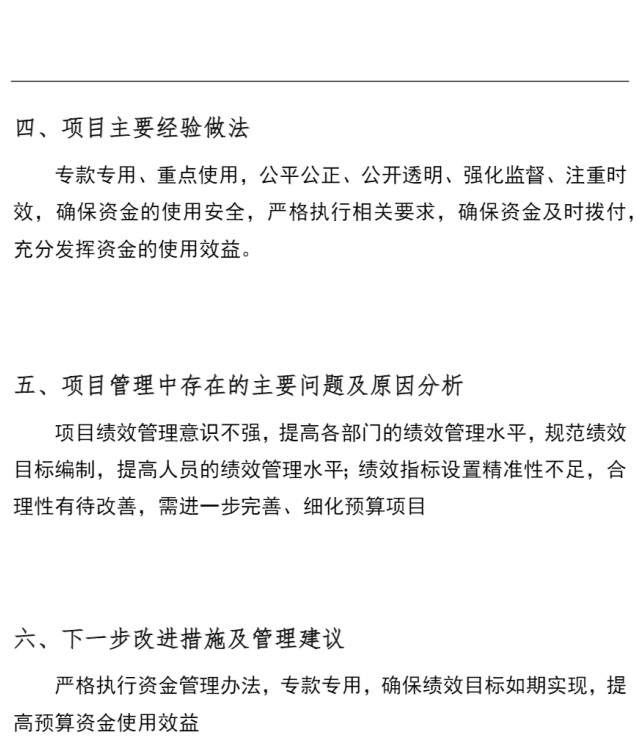 四、项目主要经验做法
专款专用、重点使用，公平公正、公开透明、强化监督、注重时
效，确保资金的使用安全，严格执行相关要求，确保资金及时拨付，
充分发挥资金的使用效益。
五、项目管理中存在的主要问题及原因分析
项目绩效管理意识不强，提高各部门的绩效管理水平，规范绩效
目标编制，提高人员的绩效管理水平；绩效指标设置精准性不足，合
理性有待改善，需进一步完善、细化预算项目
六、下一步改进措施及管理建议
严格执行资金管理办法，专款专用，确保绩效目标如期实现，提
高预算资金使用效益